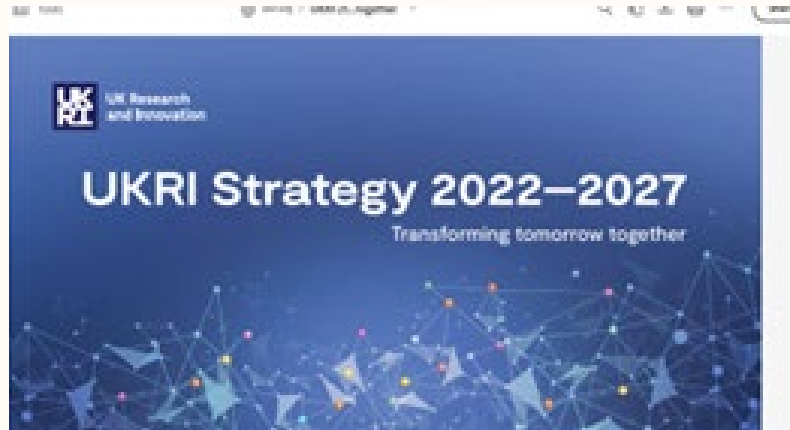 UK
RI
UK Research
and Innovation
UKRI Strategy 2022–2027
Transforming tomorrow together